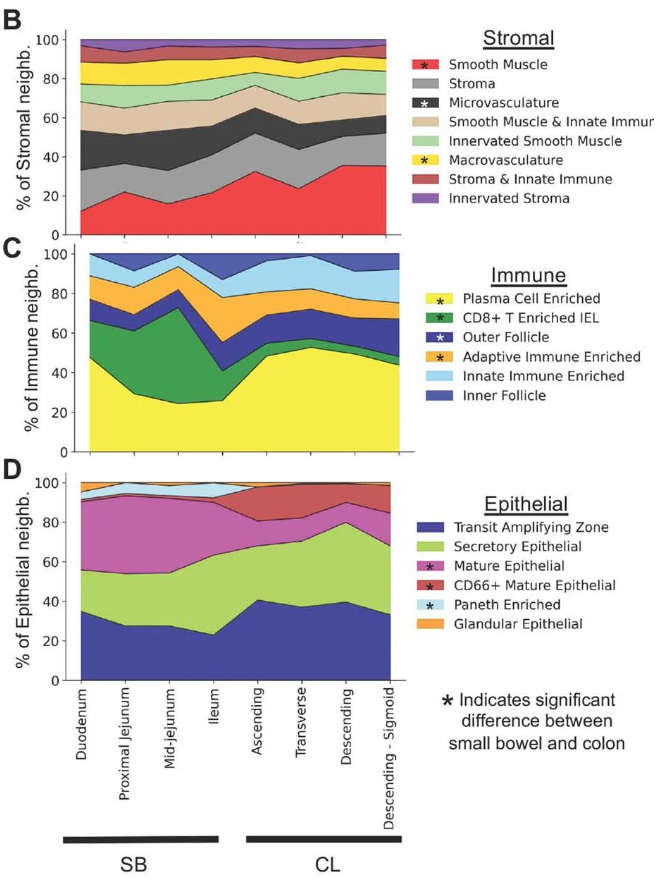 B
Stromal
% of Stromal neighb.
100
80
60
40
20
0
* Smooth Muscle
Stroma
* Microvasculature
Smooth Muscle & Innate Immur
Innervated Smooth Muscle
* Macrovasculature
Stroma & Innate Immune
Innervated Stroma
C
Immune
% of Immune neighb.
100
80
60
40
20
0
* Plasma Cell Enriched
* CD8+ T Enriched IEL
* Outer Follicle
* Adaptive Immune Enriched
Innate Immune Enriched
Inner Follicle
D
Epithelial
% of Epithelial neighb.
100
80
60
40
20
0
Transit Amplifying Zone
Secretory Epithelial
* Mature Epithelial
* CD66+ Mature Epithelial
* Paneth Enriched
Glandular Epithelial
Duodenum
Proximal Jejunum
Mid-jejunum
Ileum
Ascending
Transverse
Descending
Descending - Sigmoid
* Indicates significant
difference between
small bowel and colon
SB
CL